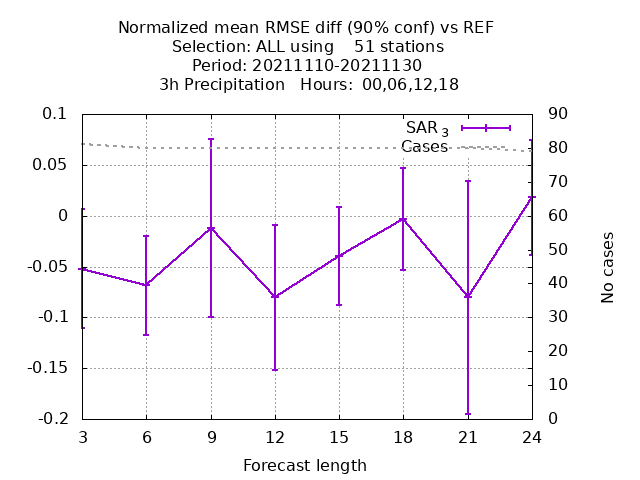 Normalized mean RMSE diff (90% conf) vs REF
Selection: ALL using    51 stations
Period: 20211110-20211130
3h Precipitation   Hours:  00,06,12,18
0.1
0.05
0
-0.05
-0.1
-0.15
-0.2
SAR 3
Cases
90
80
70
60
50
40
30
20
10
0
No cases
3 6 9 12 15 18 21 24
Forecast length